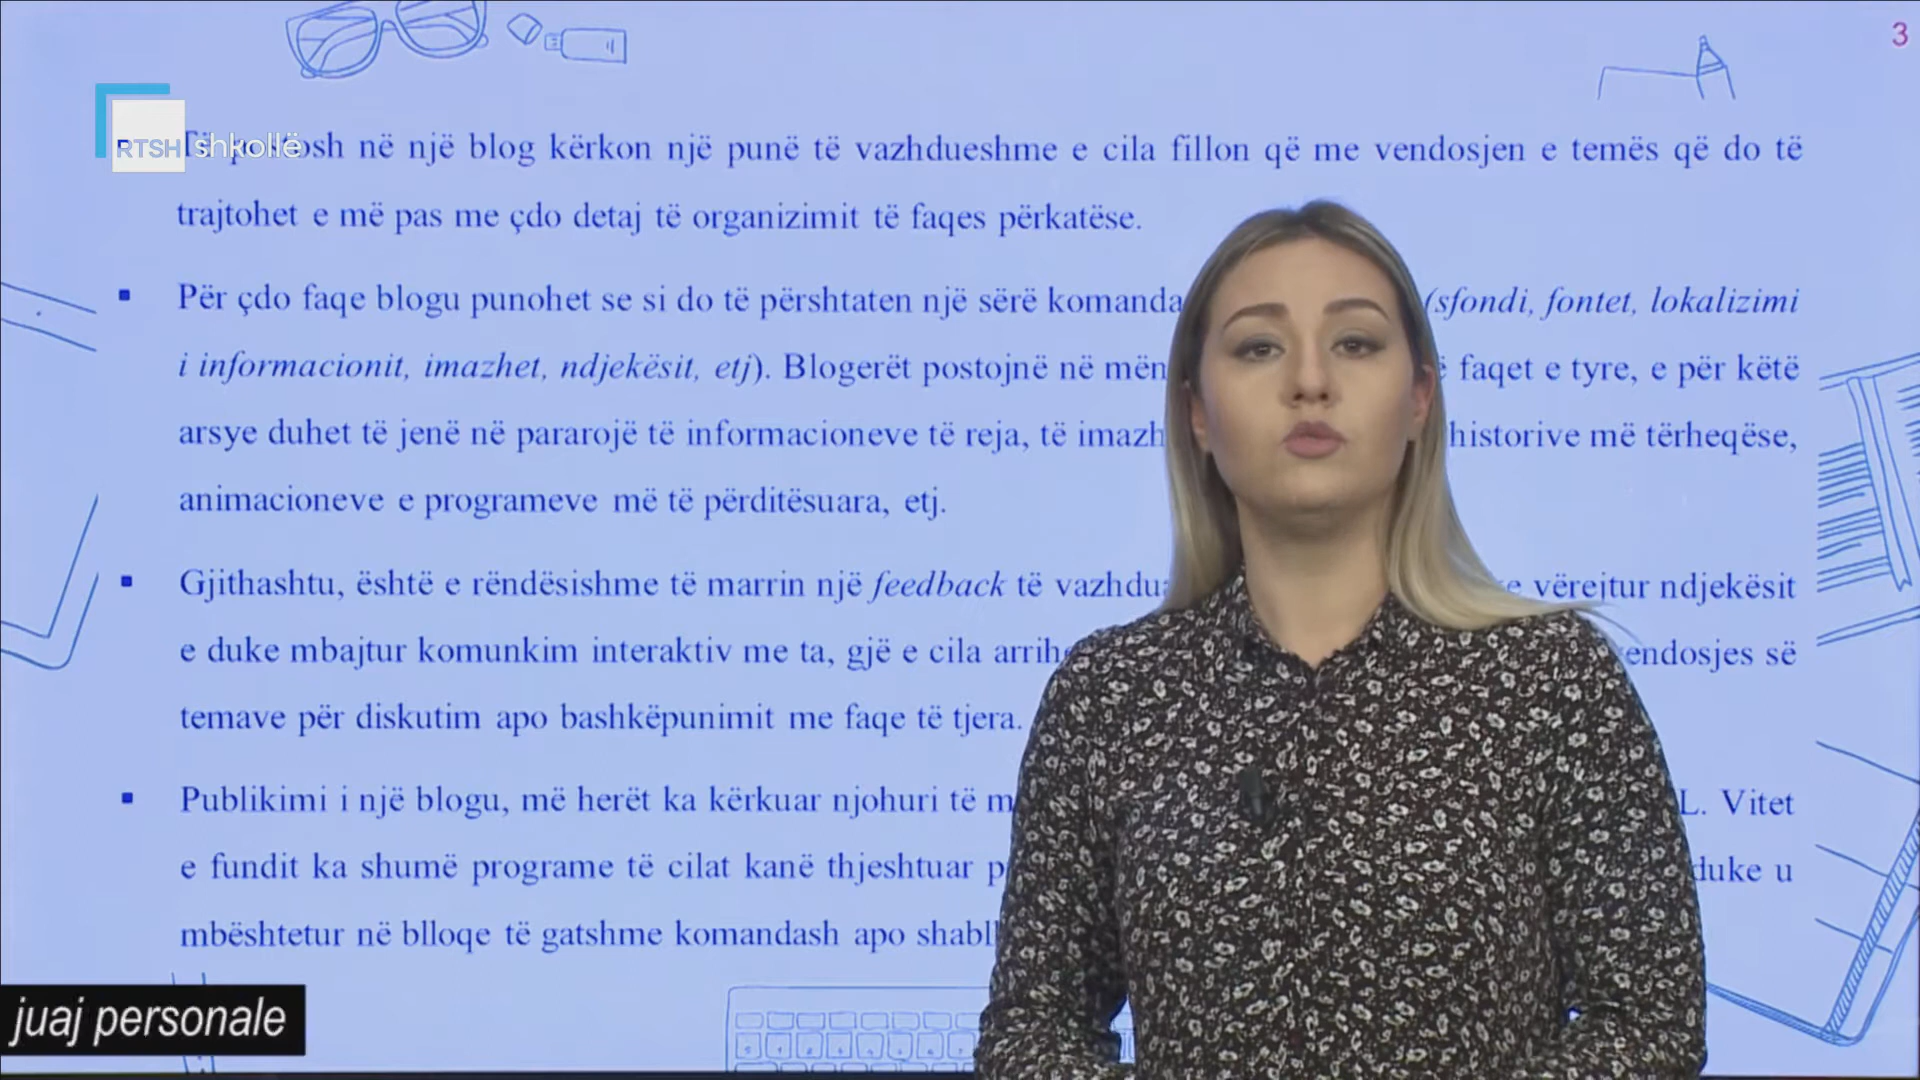 3
RTSH shkollë
në një blog kërkon një punë të vazhdueshme e cila fillon që me vendosjen e temës që do të
trajtohet e më pas me çdo detaj të organizimit të faqes përkatëse.
Për çdo faqe blogu punohet se si do të përshtaten një sërë komanda (sfondi, fontet, lokalizimi
i informacionit, imazhet, ndjekësit, etj). Blogerët postojnë në faqet e tyre, e për këtë
arsye duhet të jenë në pararojë të informacioneve të reja, të historive më tërheqëse,
animacioneve e programeve më të përditësuara, etj.
Gjithashtu, është e rëndësishme të marrin një feedback të vërejtur ndjekësit
e duke mbajtur komunkim interaktiv me ta, gjë e cila së
temave për diskutim apo bashkëpunimit me faqe të tjera.
Publikimi i një blogu, më herët ka kërkuar njohuri të L. Vitet
e fundit ka shumë programe të cilat kanë thjeshtuar duke u
mbështetur në blloqe të gatshme komandash apo
juaj personale